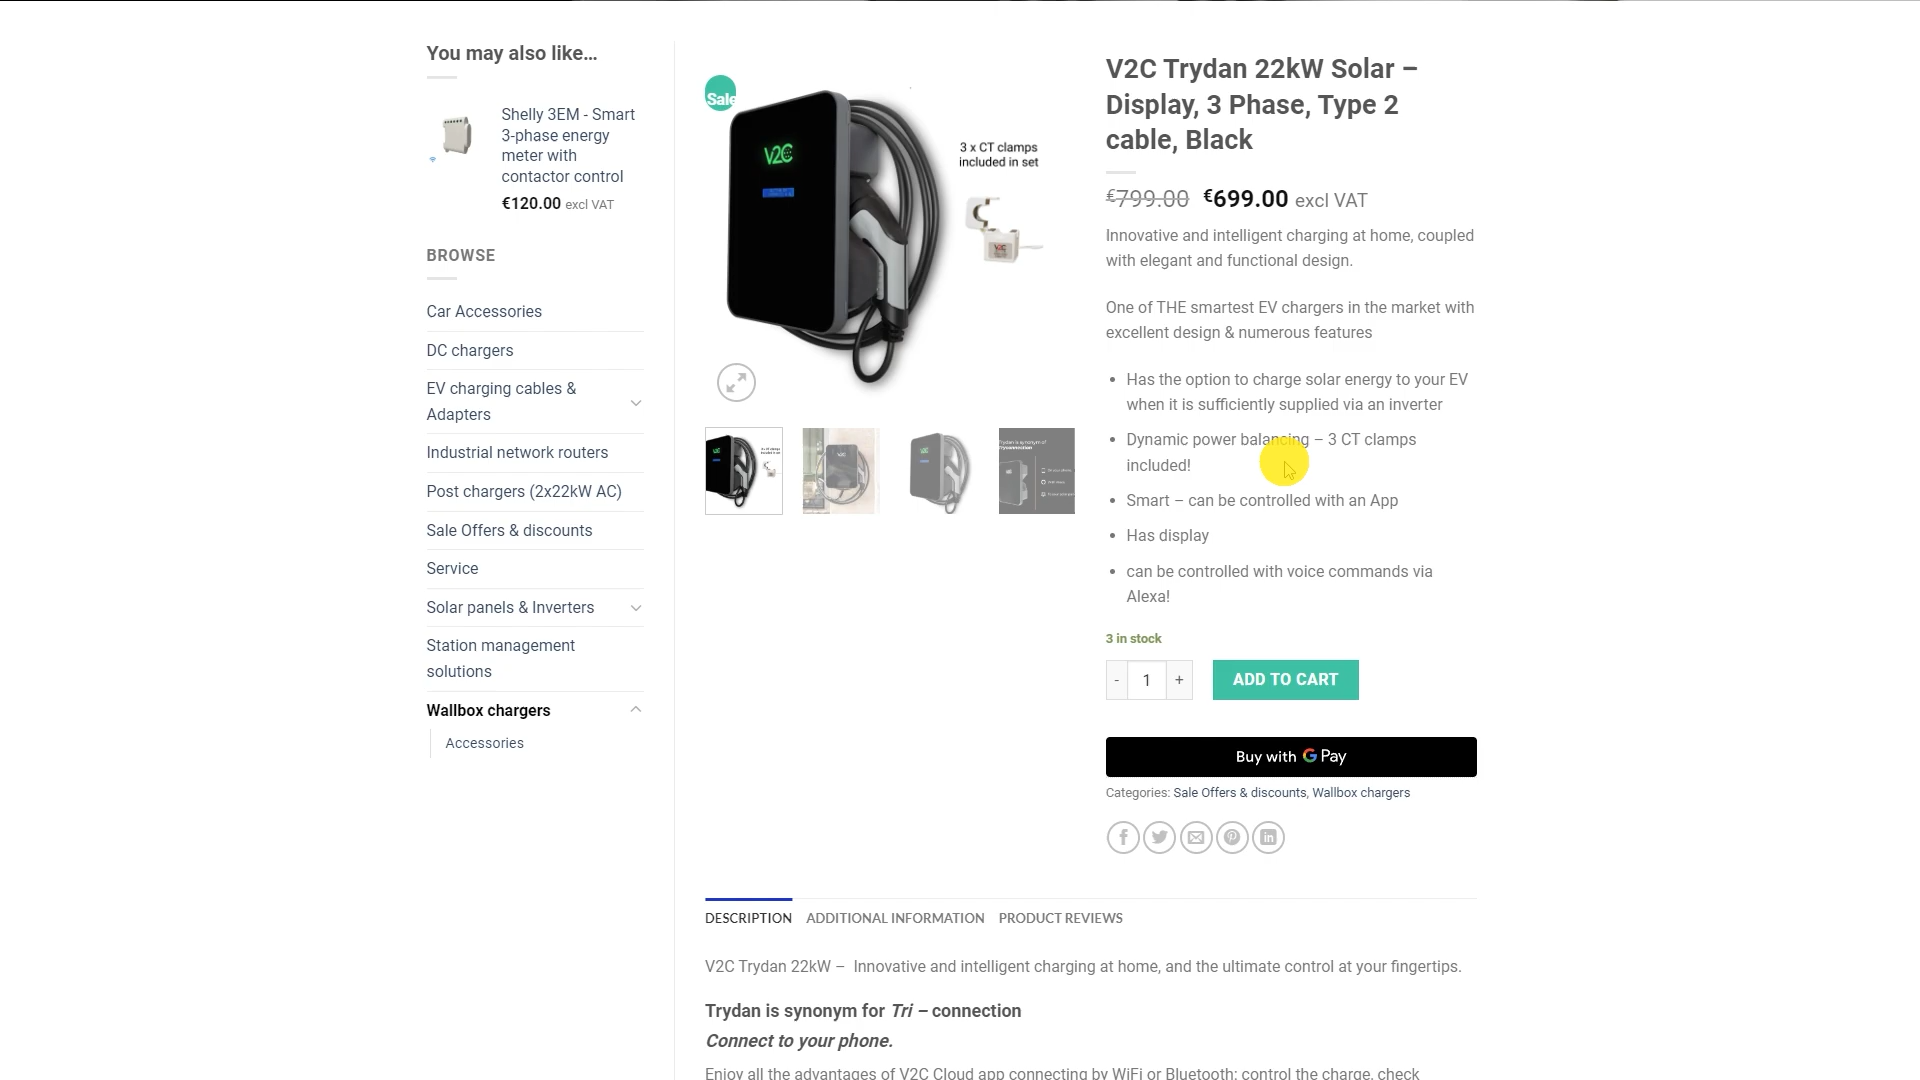 You may also like…
Shelly 3EM - Smart
3-phase energy
meter with
contactor control
€120.00 excl VAT
BROWSE
Car Accessories
DC chargers
EV charging cables &
Adapters
Industrial network routers
Post chargers (2x22kW AC)
Sale Offers & discounts
Service
Solar panels & Inverters
Station management
solutions
Wallbox chargers
Accessories
Sale
V2C
3 x CT clamps
included in set
V2C
V2C Trydan 22kW Solar –
Display, 3 Phase, Type 2
cable, Black
€799.00 €699.00 excl VAT
Innovative and intelligent charging at home, coupled
with elegant and functional design.
One of THE smartest EV chargers in the market with
excellent design & numerous features
Has the option to charge solar energy to your EV
when it is sufficiently supplied via an inverter
Dynamic power balancing – 3 CT clamps
included!
Smart – can be controlled with an App
Has display
can be controlled with voice commands via
Alexa!
3 in stock
- 1 + ADD TO CART
Buy with G Pay
Categories: Sale Offers & discounts, Wallbox chargers
DESCRIPTION ADDITIONAL INFORMATION PRODUCT REVIEWS
V2C Trydan 22kW – Innovative and intelligent charging at home, and the ultimate control at your fingertips.
Trydan is synonym for Tri – connection
Connect to your phone.
Enjoy all the advantages of V2C Cloud app connecting by WiFi or Bluetooth: control the charge, check